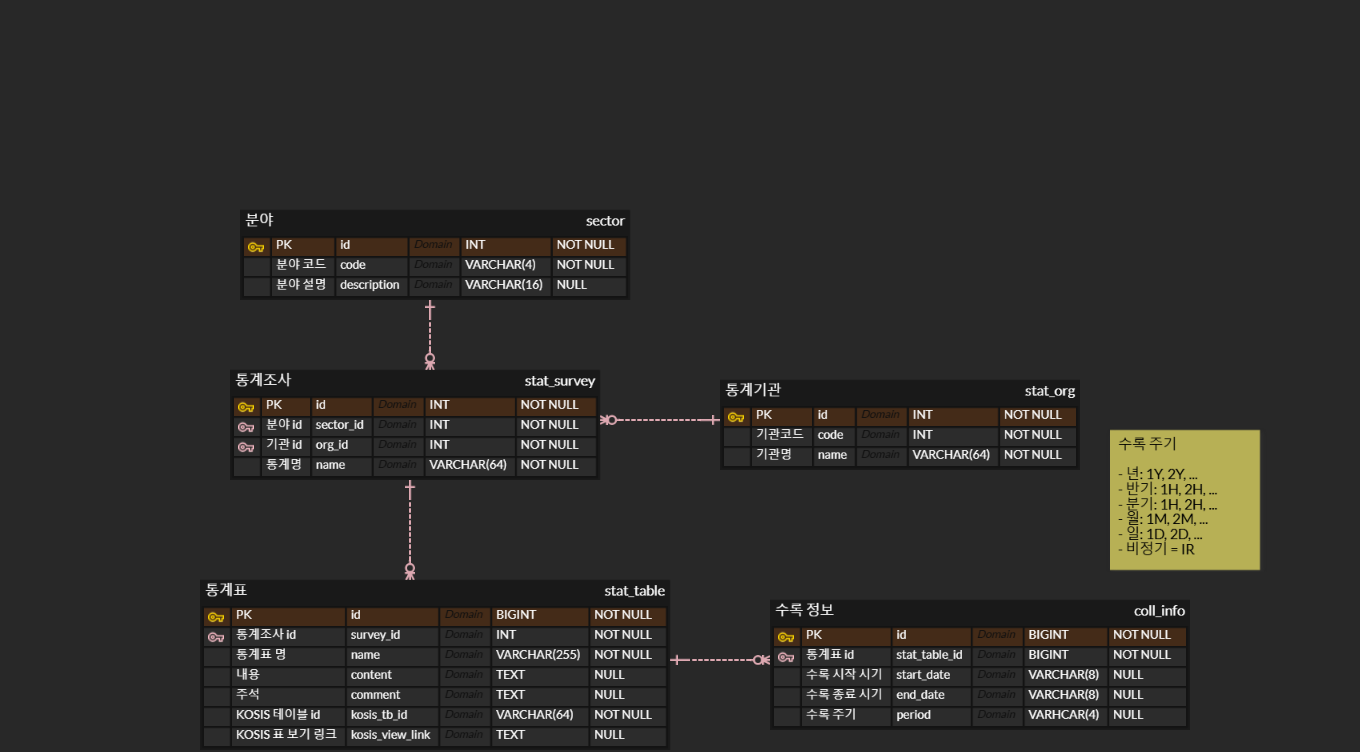 분야 sector
PK id Domain INT NOT NULL
분야 코드 code Domain VARCHAR(4) NOT NULL
분야 설명 description Domain VARCHAR(16) NULL
통계조사 stat_survey
PK id Domain INT NOT NULL
분야 id sector_id Domain INT NOT NULL
기관 id org_id Domain INT NOT NULL
통계명 name Domain VARCHAR(64) NOT NULL
통계기관 stat_org
PK id Domain INT NOT NULL
기관코드 code Domain INT NOT NULL
기관명 name Domain VARCHAR(64) NOT NULL
수록 주기
- 년: 1Y, 2Y, ...
- 반기: 1H, 2H, ...
- 분기: 1H, 2H, ...
- 월: 1M, 2M, ...
- 일: 1D, 2D, ...
- 비정기 = IR
통계표 stat_table
PK id Domain BIGINT NOT NULL
통계조사 id survey_id Domain INT NOT NULL
통계표 명 name Domain VARCHAR(255) NOT NULL
내용 content Domain TEXT NULL
주석 comment Domain TEXT NULL
KOSIS 테이블 id kosis_tb_id Domain VARCHAR(64) NOT NULL
KOSIS 표 보기 링크 kosis_view_link Domain TEXT NULL
수록 정보 coll_info
PK id Domain BIGINT NOT NULL
통계표 id stat_table_id Domain BIGINT NOT NULL
수록 시작 시기 start_date Domain VARCHAR(8) NULL
수록 종료 시기 end_date Domain VARCHAR(8) NULL
수록 주기 period Domain VARHCAR(4) NULL